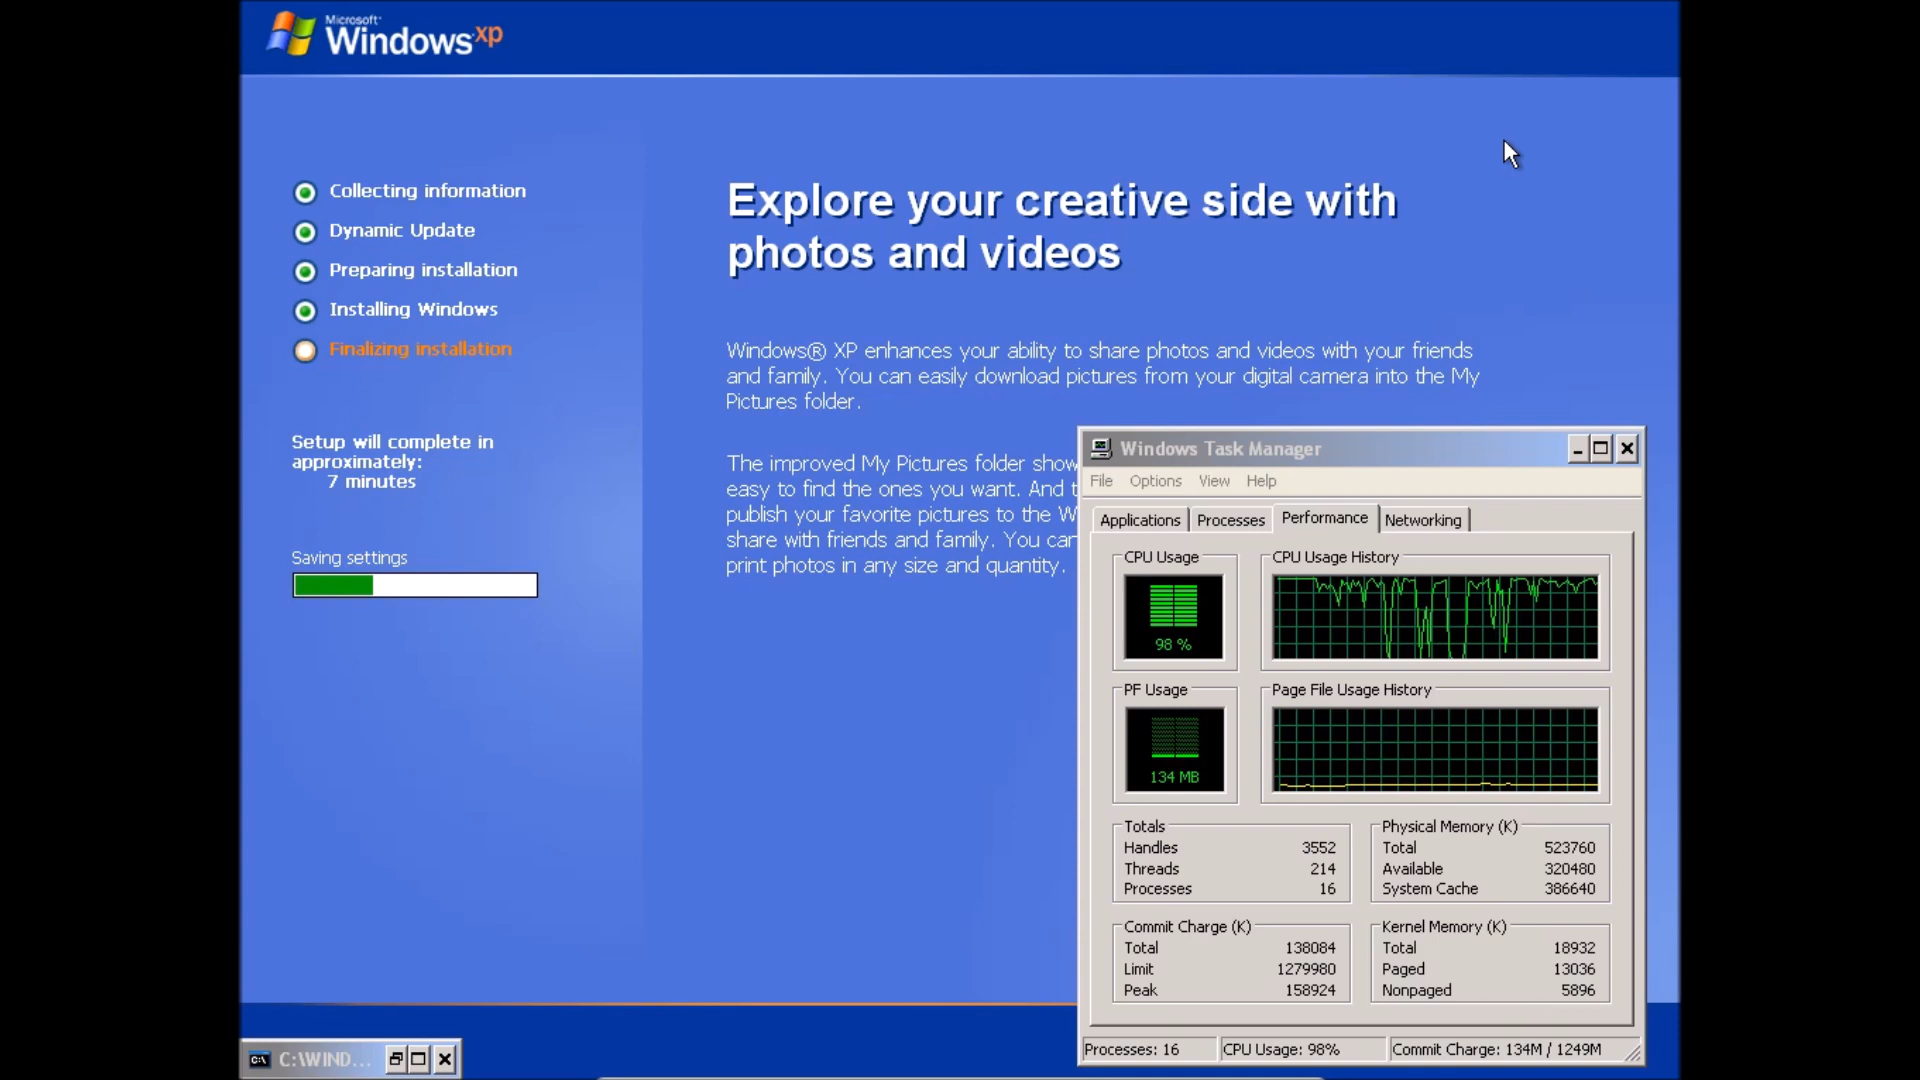 Microsoft
Windows xp
Collecting information
Dynamic Update
Preparing installation
Installing Windows
Finalizing installation
Setup will complete in
approximately:
7 minutes
Saving settings
Explore your creative side with
photos and videos
Windows® XP enhances your ability to share photos and videos with your friends
and family. You can easily download pictures from your digital camera into the My
Pictures folder.
The improved My Pictures folder show
easy to find the ones you want. And t
publish your favorite pictures to the W
share with friends and family. You can
print photos in any size and quantity.
Windows Task Manager
File Options View Help
Applications Processes Performance Networking
CPU Usage CPU Usage History
98 %
PF Usage Page File Usage History
134 MB
Totals
Handles 3552
Threads 214
Processes 16
Physical Memory (K)
Total 523760
Available 320480
System Cache 386640
Commit Charge (K)
Total 138084
Limit 1279980
Peak 158924
Kernel Memory (K)
Total 18932
Paged 13036
Nonpaged 5896
Processes: 16 CPU Usage: 98% Commit Charge: 134M / 1249M
C:\WIND...